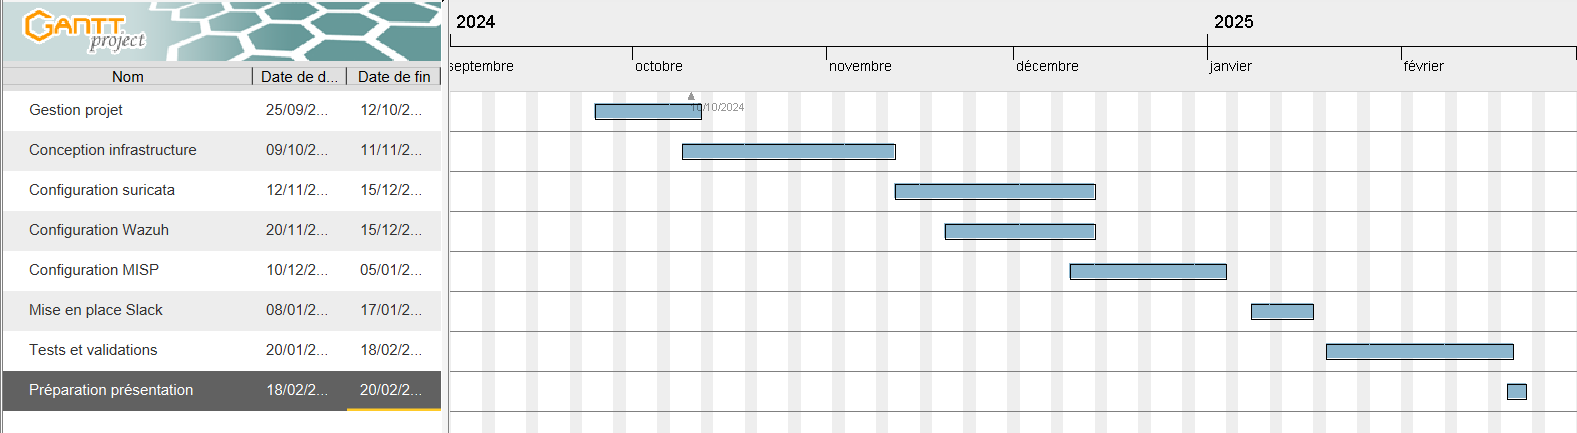 GANTT
project
2024
2025
septembre
octobre
novembre
décembre
janvier
février
Nom
Date de d...
Date de fin
10/10/2024
Gestion projet 25/09/2... 12/10/2...
Conception infrastructure 09/10/2... 11/11/2...
Configuration suricata 12/11/2... 15/12/2...
Configuration Wazuh 20/11/2... 15/12/2...
Configuration MISP 10/12/2... 05/01/2...
Mise en place Slack 08/01/2... 17/01/2...
Tests et validations 20/01/2... 18/02/2...
Préparation présentation 18/02/2... 20/02/2...